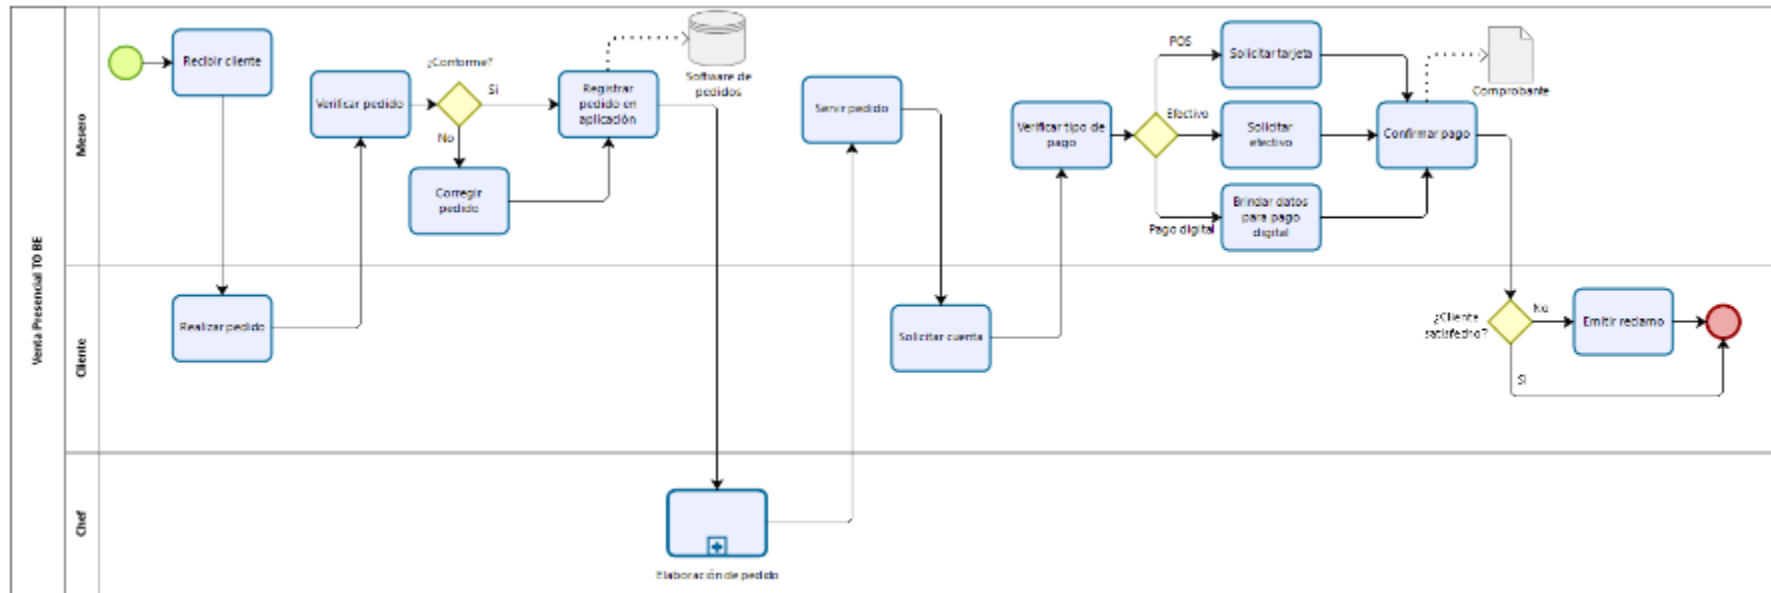 Venta Presencial TO BE
Mesero
Recibir cliente
Verificar pedido
¿Conforme?
Si
No
Corregir
pedido
Registrar
pedido en
aplicación
Software de
pedidos
Servir pedido
Verificar tipo de
pago
POS
Efectivo
Pago digital
Solicitar tarjeta
Solicitar
efectivo
Brindar datos
para pago
digital
Confirmar pago
Comprobante
Cliente
Realizar pedido
Solicitar cuenta
¿Cliente
satisfecho?
No
Si
Emitir reclamo
Chef
Elaboración de pedido